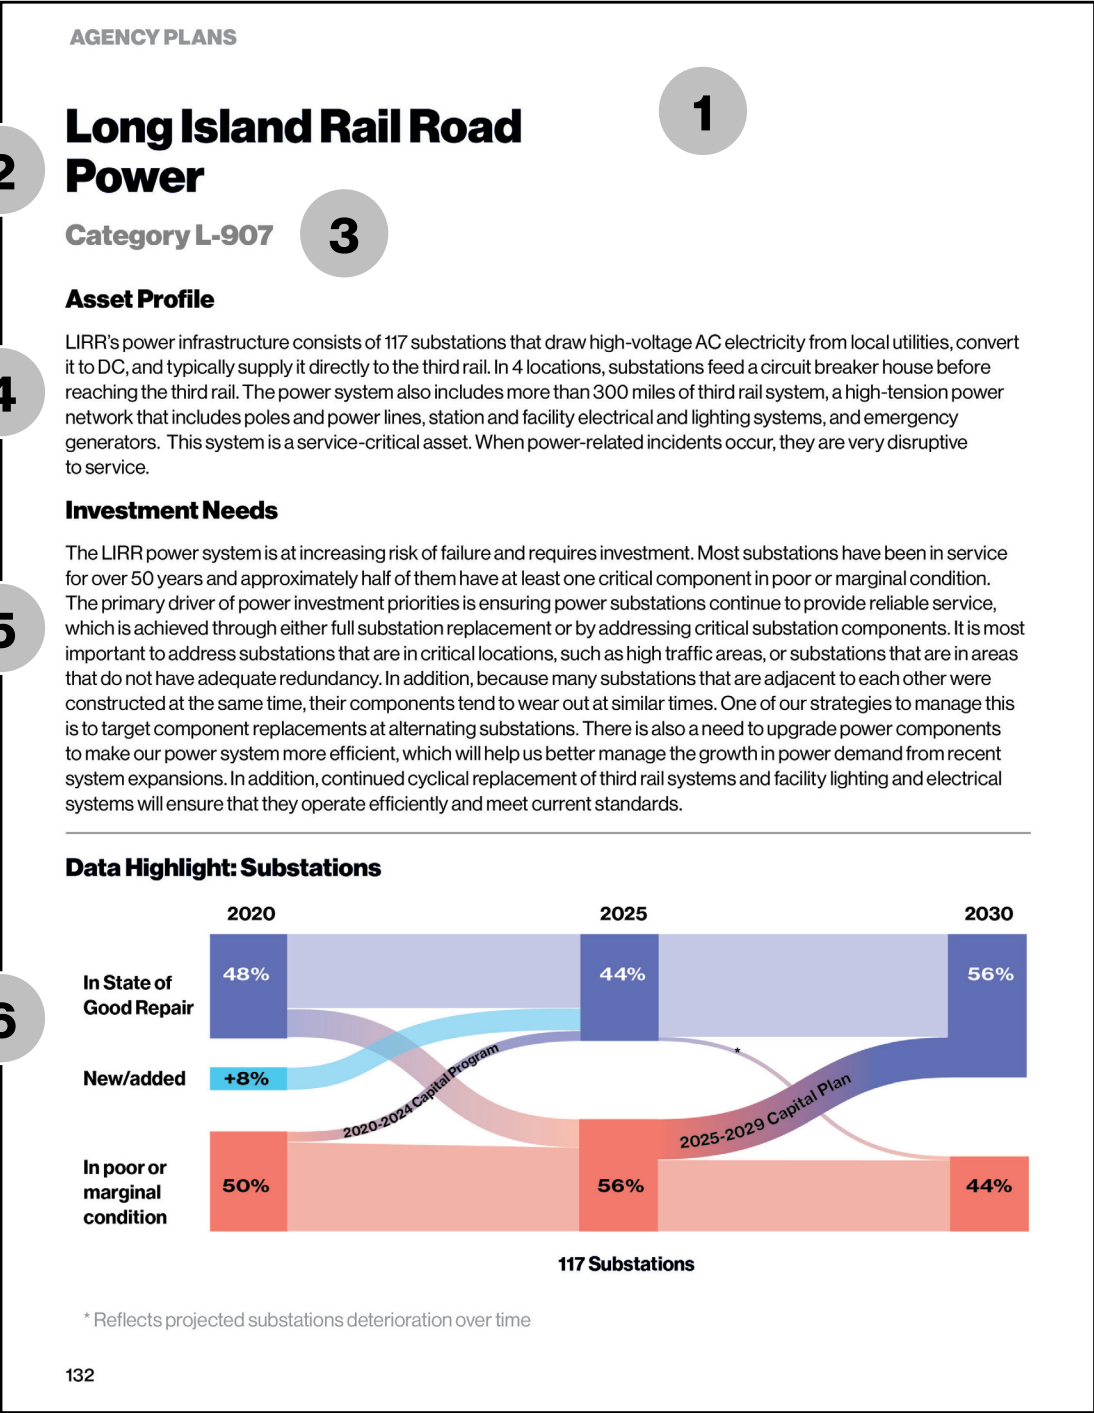 AGENCY PLANS
1
Long Island Rail Road
2
Power
Category L-907
3
Asset Profile
LIRR's power infrastructure consists of 117 substations that draw high-voltage AC electricity from local utilities, convert
it to DC, and typically supply it directly to the third rail. In 4 locations, substations feed a circuit breaker house before
4
reaching the third rail. The power system also includes more than 300 miles of third rail system, a high-tension power
network that includes poles and power lines, station and facility electrical and lighting systems, and emergency
generators. This system is a service-critical asset. When power-related incidents occur, they are very disruptive
to service.
Investment Needs
The LIRR power system is at increasing risk of failure and requires investment. Most substations have been in service
for over 50 years and approximately half of them have at least one critical component in poor or marginal condition.
The primary driver of power investment priorities is ensuring power substations continue to provide reliable service,
5
which is achieved through either full substation replacement or by addressing critical substation components. It is most
important to address substations that are in critical locations, such as high traffic areas, or substations that are in areas
that do not have adequate redundancy. In addition, because many substations that are adjacent to each other were
constructed at the same time, their components tend to wear out at similar times. One of our strategies to manage this
is to target component replacements at alternating substations. There is also a need to upgrade power components
to make our power system more efficient, which will help us better manage the growth in power demand from recent
system expansions. In addition, continued cyclical replacement of third rail systems and facility lighting and electrical
systems will ensure that they operate efficiently and meet current standards.
Data Highlight: Substations
2020 2025 2030
In State of
Good Repair
48% 44% 56%
6
*
New/added
+8%
2020-2024 Capital Program
2025-2029 Capital Plan
In poor or
marginal
condition
50% 56% 44%
117 Substations
* Reflects projected substations deterioration over time
132